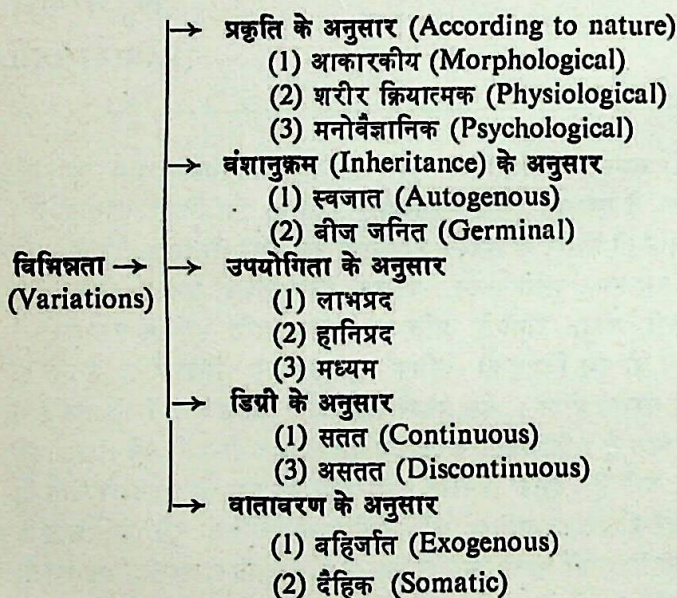 → प्रकृति के अनुसार (According to nature)
(1) आकारकीय (Morphological)
(2) शरीर क्रियात्मक (Physiological)
(3) मनोवैज्ञानिक (Psychological)
→ वंशानुक्रम (Inheritance) के अनुसार
(1) स्वजात (Autogenous)
(2) बीज जनित (Germinal)
विभिन्नता → → उपयोगिता के अनुसार
(Variations) (1) लाभप्रद
(2) हानिप्रद
(3) मध्यम
→ डिग्री के अनुसार
(1) सतत (Continuous)
(3) असतत (Discontinuous)
→ वातावरण के अनुसार
(1) वहिर्जात (Exogenous)
(2) दैहिक (Somatic)